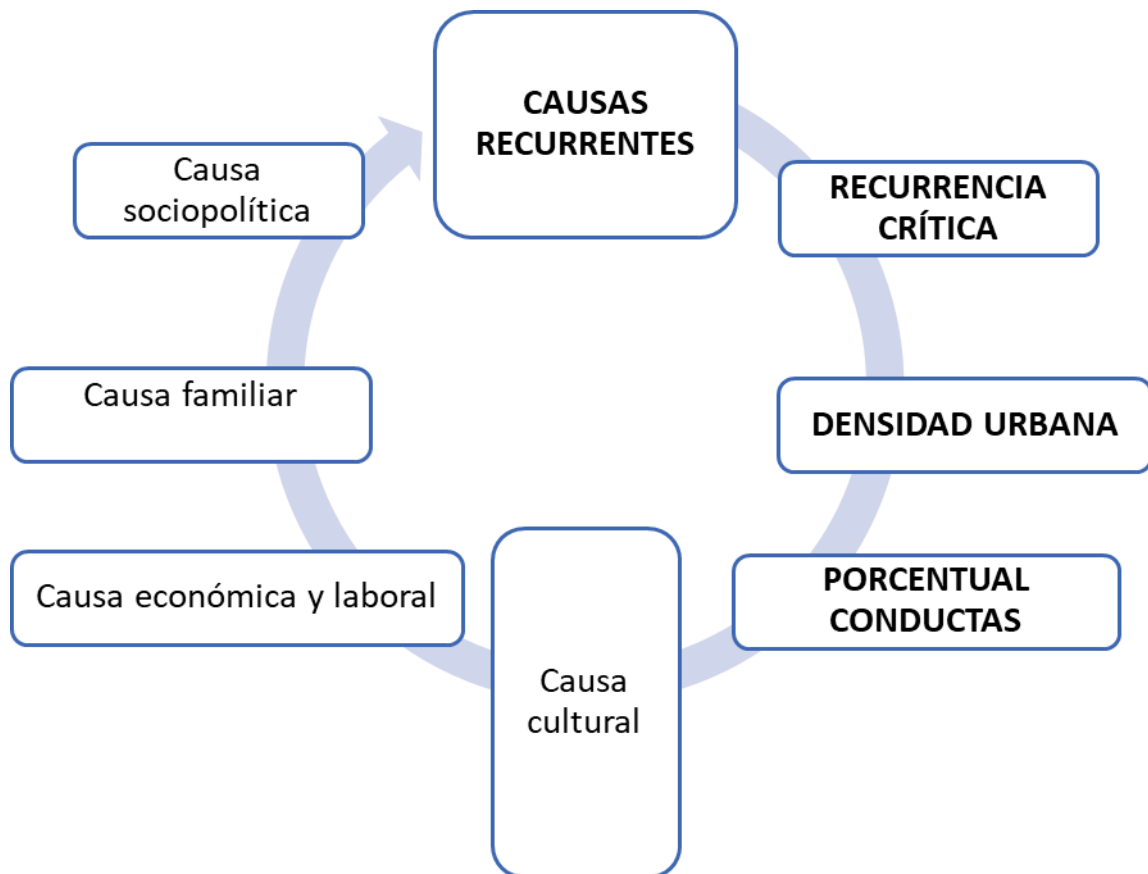 CAUSAS
RECURRENTES
RECURRENCIA
CRÍTICA
DENSIDAD URBANA
PORCENTUAL
CONDUCTAS
Causa
cultural
Causa económica y laboral
Causa familiar
Causa
sociopolítica